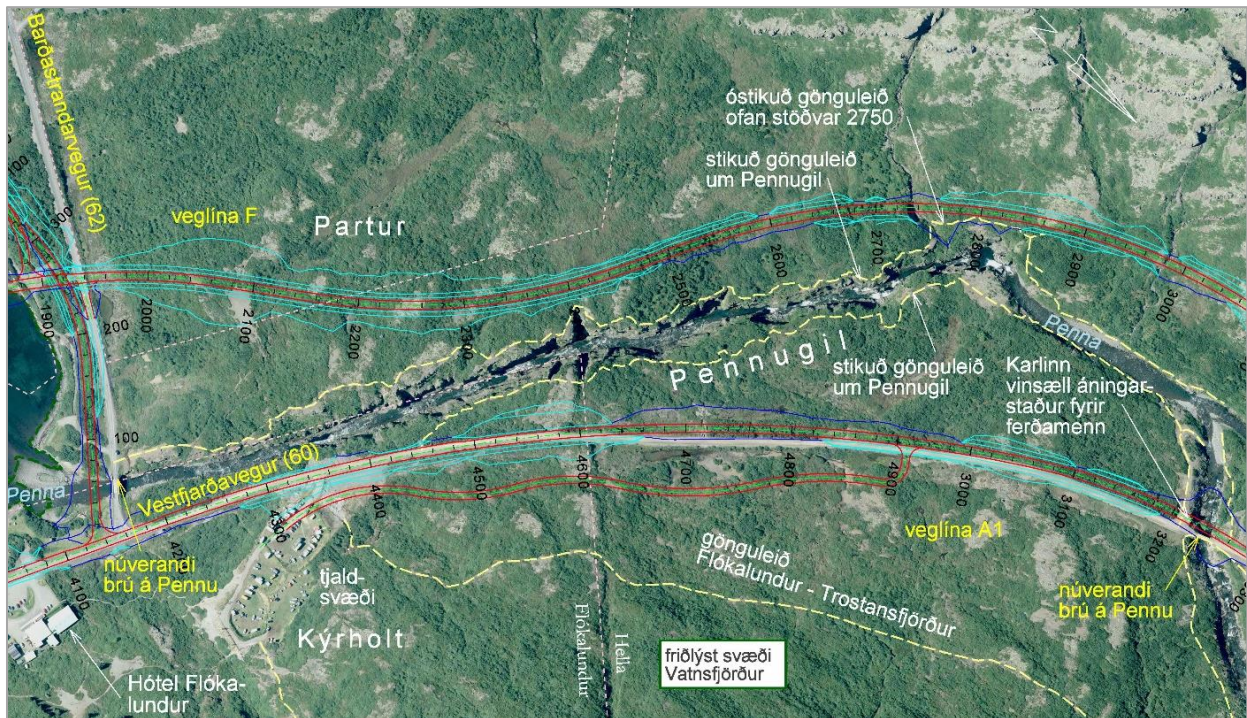 Barðastrandarvegur (62)
veglína F
Partur
óstikuð gönguleið
ofan stöðvar 2750
stikuð gönguleið
um Pennugil
300
200
100
1900
2000
2100
2200
2300
2500
2600
2700
2800
2900
3000
Penna
Pennugil
stikuð gönguleið
um Pennugil
Karlinn
vinsæll áningar-
staður fyrir
ferðamenn
Penna
Vestfjarðavegur (60)
4100
4200
4300
4400
4500
4600
4700
4800
4900
3000
3100
3200
veglína A1
núverandi
brú á Pennu
tjald-
svæði
Kýrholt
gönguleið
Flókalundur - Trostansfjörður
núverandi
brú á Pennu
Flókalundur
Hella
friðlýst svæði
Vatnsfjörður
Hótel Flóka-
lundur